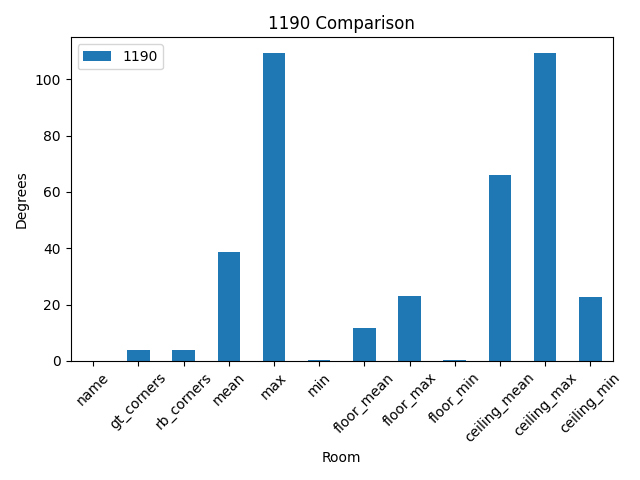 1190 Comparison
1190
Degrees
100
80
60
40
20
0
name
gt_corners
rb_corners
mean
max
min
floor_mean
floor_max
floor_min
ceiling_mean
ceiling_max
ceiling_min
Room